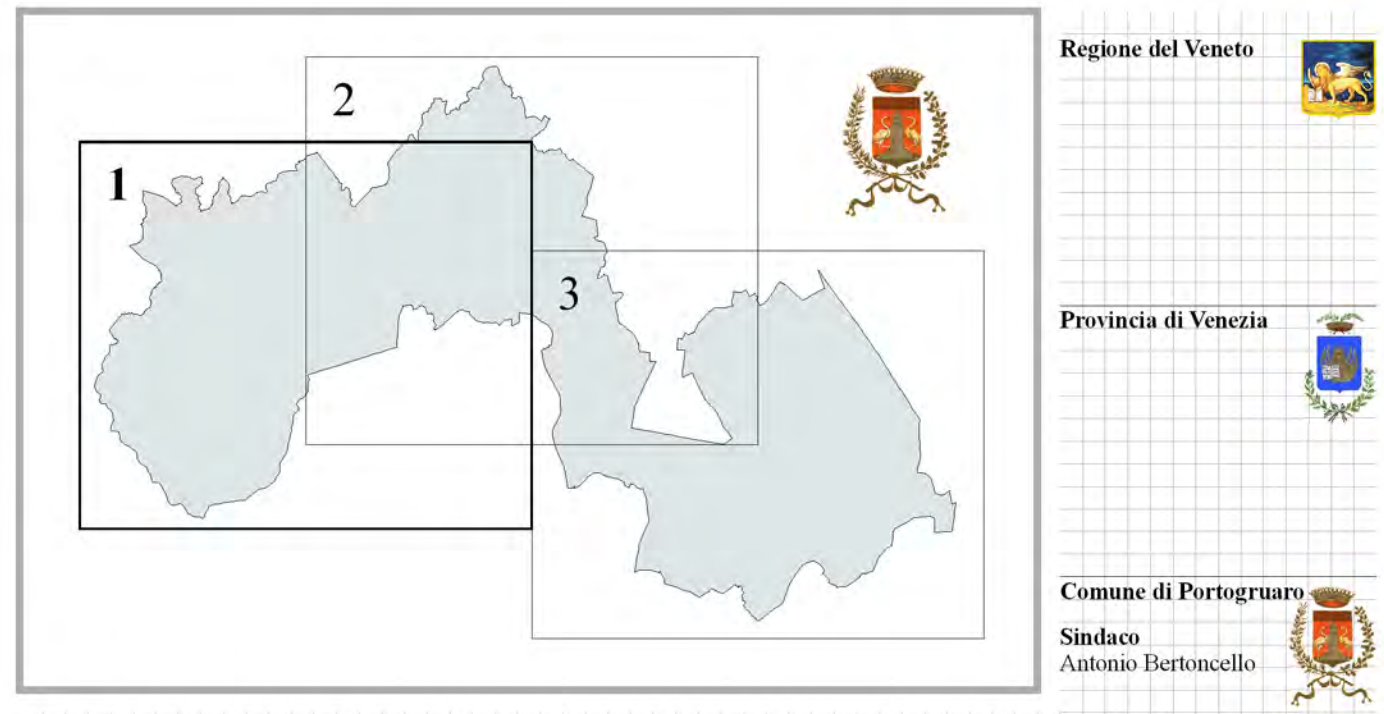 1
2
3
Regione del Veneto
Provincia di Venezia
Comune di Portogruaro
Sindaco
Antonio Bertoncello